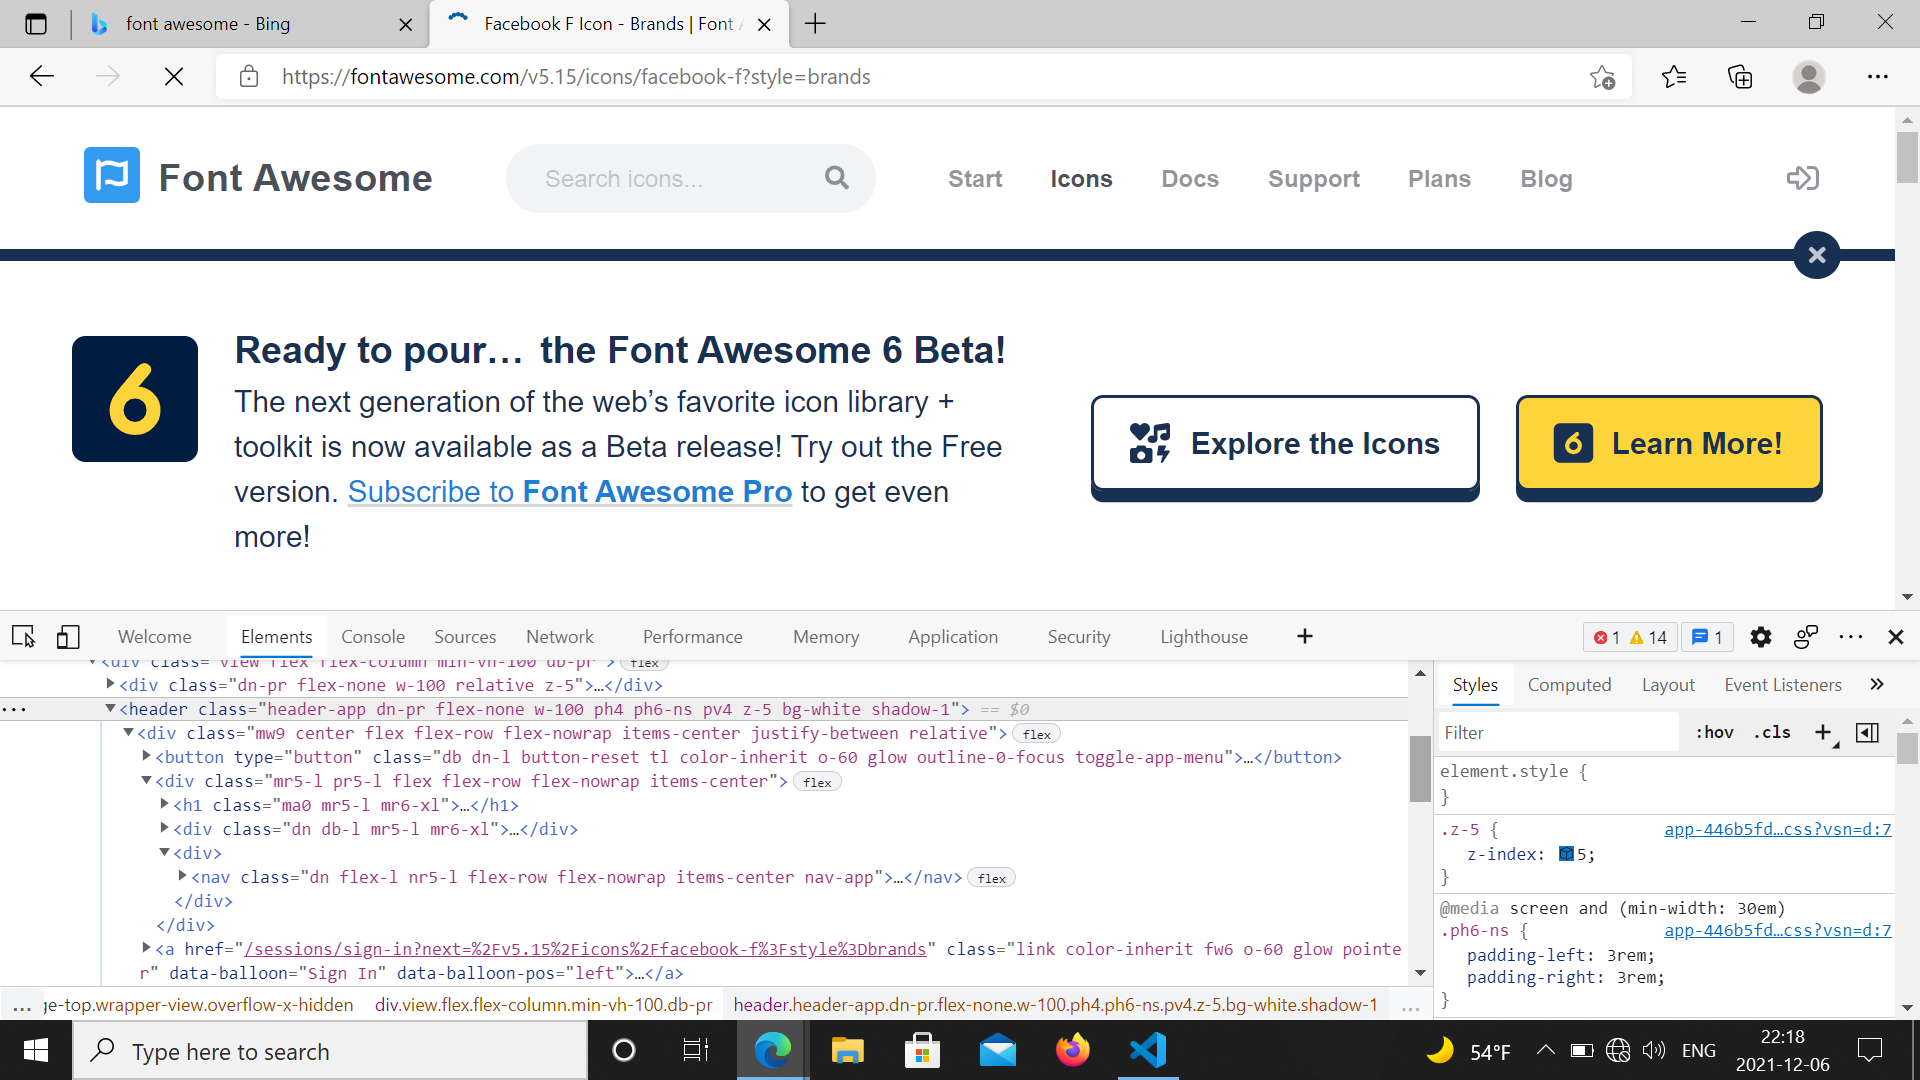 font awesome - Bing
Facebook F Icon - Brands | Font A
https://fontawesome.com/v5.15/icons/facebook-f?style=brands
Font Awesome
Search icons...
Start Icons Docs Support Plans Blog
6
Ready to pour… the Font Awesome 6 Beta!
The next generation of the web’s favorite icon library +
toolkit is now available as a Beta release! Try out the Free
version. Subscribe to Font Awesome Pro to get even
more!
Explore the Icons
6 Learn More!
Welcome Elements Console Sources Network Performance Memory Application Security Lighthouse
1 14 1
<div class="view flex flex-column min-vh-100 db-pr"> flex
<div class="dn-pr flex-none w-100 relative z-5">…</div>
<header class="header-app dn-pr flex-none w-100 ph4 ph6-ns pv4 z-5 bg-white shadow-1"> == $0
<div class="mw9 center flex flex-row flex-nowrap items-center justify-between relative"> flex
<button type="button" class="db dn-l button-reset tl color-inherit o-60 glow outline-0-focus toggle-app-menu">…</button>
<div class="mr5-l pr5-l flex flex-row flex-nowrap items-center"> flex
<h1 class="ma0 mr5-l mr6-xl">…</h1>
<div class="dn db-l mr5-l mr6-xl">…</div>
<div>
<nav class="dn flex-l nr5-l flex-row flex-nowrap items-center nav-app">…</nav> flex
</div>
</div>
<a href="/sessions/sign-in?next=%2Fv5.15%2Ficons%2Ffacebook-f%3Fstyle%3Dbrands" class="link color-inherit fw6 o-60 glow pointe
r" data-balloon="Sign In" data-balloon-pos="left">…</a>
... ge-top.wrapper-view.overflow-x-hidden div.view.flex.flex-column.min-vh-100.db-pr header.header-app.dn-pr.flex-none.w-100.ph4.ph6-ns.pv4.z-5.bg-white.shadow-1 ...
Styles Computed Layout Event Listeners
Filter :hov .cls
element.style {
}
.z-5 { app-446b5fd…css?vsn=d:7
z-index: 5;
}
@media screen and (min-width: 30em)
.ph6-ns { app-446b5fd…css?vsn=d:7
padding-left: 3rem;
padding-right: 3rem;
}
Type here to search
54°F
ENG
22:18
2021-12-06